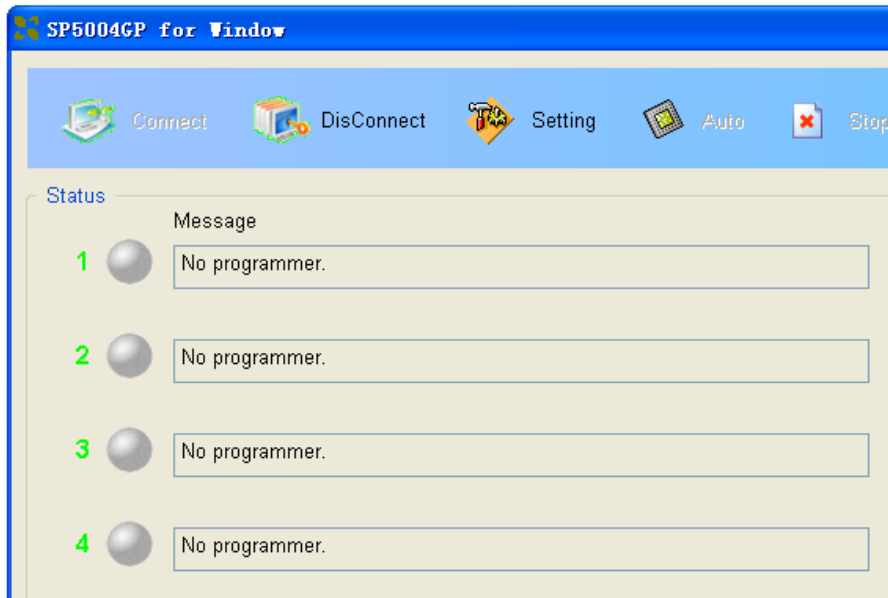 SP5004GP for Window
Connect DisConnect Setting Auto Stop
Status
Message
1 No programmer.
2 No programmer.
3 No programmer.
4 No programmer.